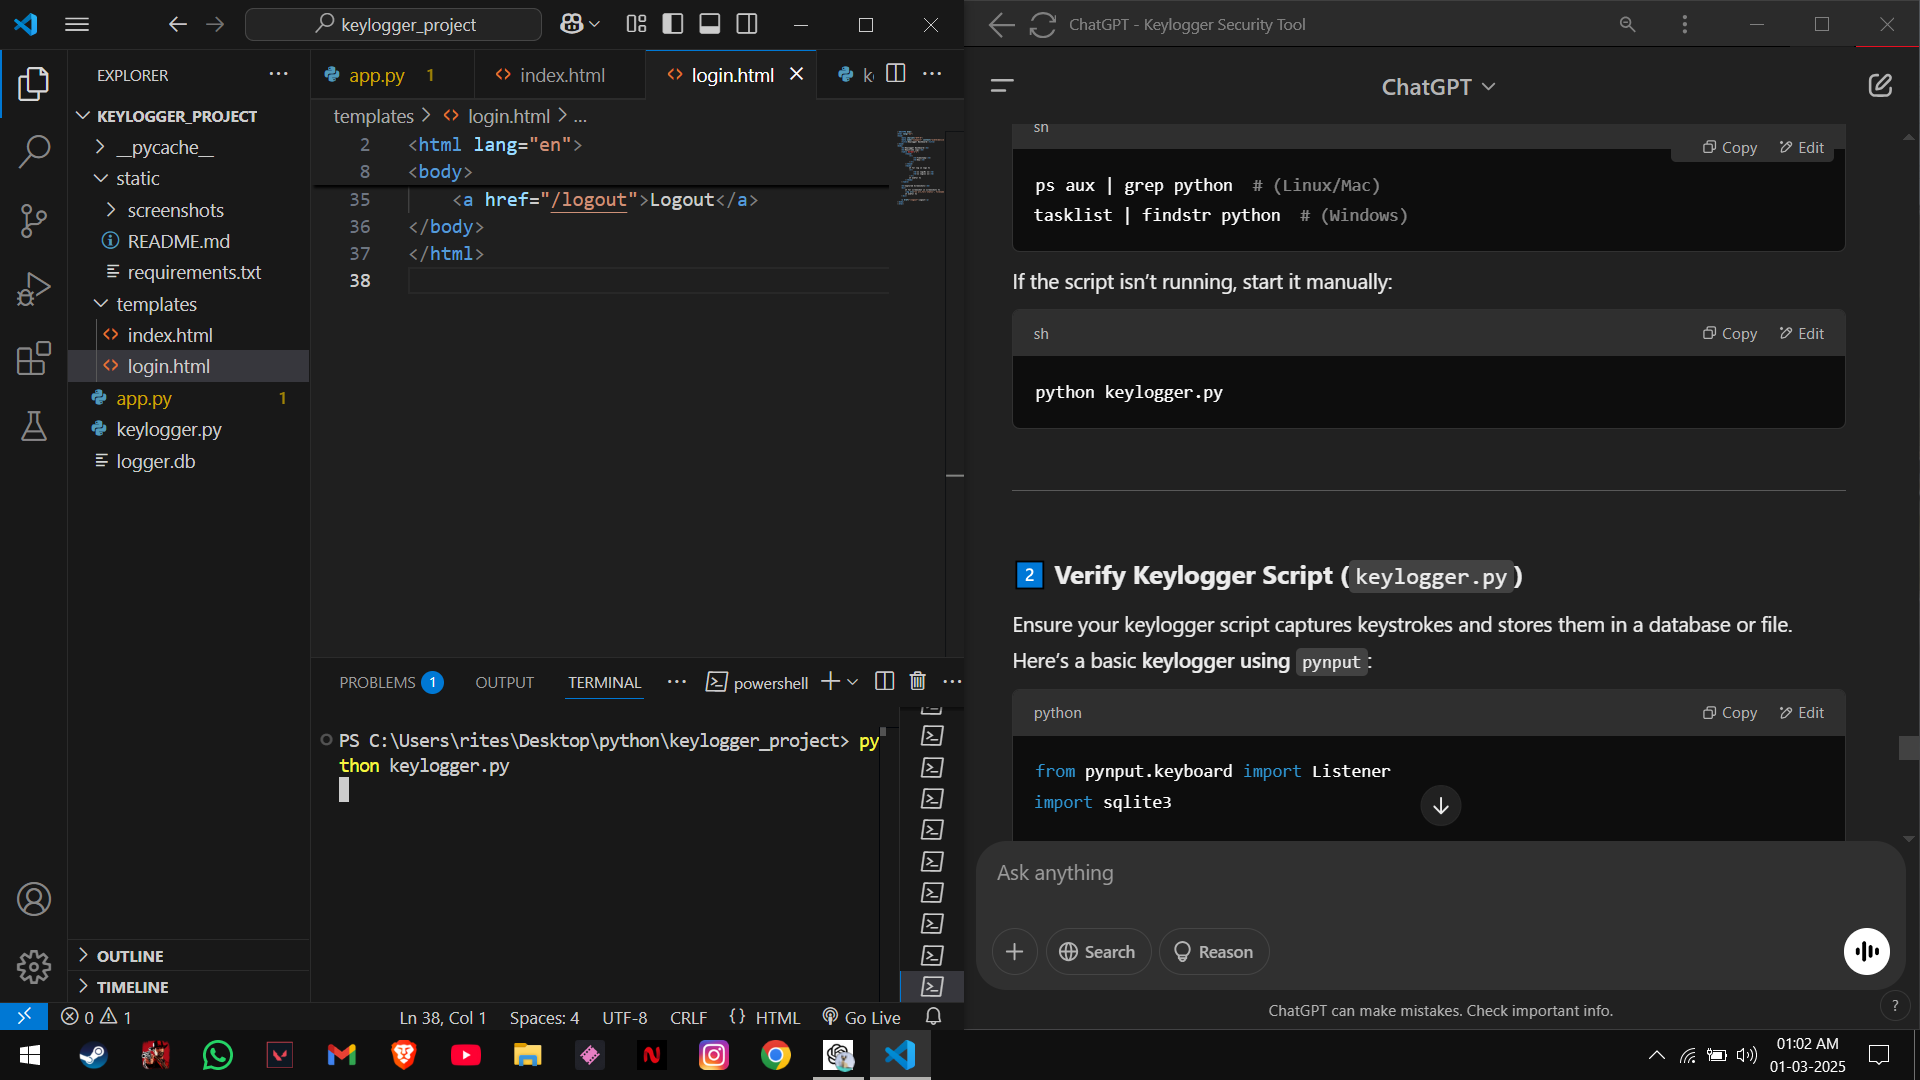 keylogger_project
EXPLORER
KEYLOGGER_PROJECT
__pycache__
static
screenshots
README.md
requirements.txt
templates
index.html
login.html
app.py 1
keylogger.py
logger.db
OUTLINE
TIMELINE
app.py 1
index.html
login.html
templates > login.html > ...
2 <html lang="en">
8 <body>
35 <a href="/logout">Logout</a>
36 </body>
37 </html>
38
PROBLEMS 1 OUTPUT TERMINAL ... powershell
PS C:\Users\rites\Desktop\python\keylogger_project> py
thon keylogger.py
0 1 Ln 38, Col 1 Spaces: 4 UTF-8 CRLF {} HTML Go Live
ChatGPT - Keylogger Security Tool
ChatGPT
sh
Copy Edit
ps aux | grep python # (Linux/Mac)
tasklist | findstr python # (Windows)
If the script isn’t running, start it manually:
sh Copy Edit
python keylogger.py
2 Verify Keylogger Script (keylogger.py)
Ensure your keylogger script captures keystrokes and stores them in a database or file.
Here’s a basic keylogger using pynput:
python Copy Edit
from pynput.keyboard import Listener
import sqlite3
Ask anything
Search Reason
ChatGPT can make mistakes. Check important info.
?
01:02 AM
01-03-2025